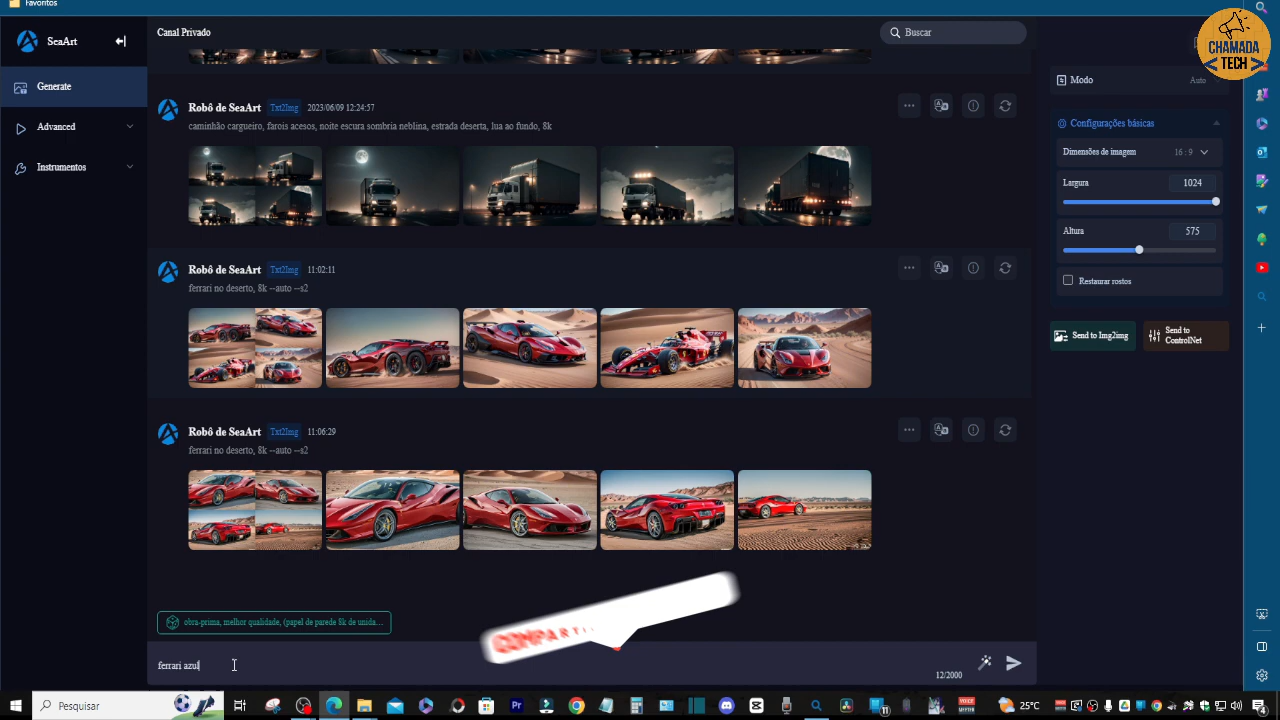 Favoritos
SeaArt
Canal Privado
Buscar
CHAMADA
TECH
Generate
Advanced
Instrumentos
Robô de SeaArt Txt2Img 2023/06/09 12:24:57
caminhão cargueiro, farois acesos, noite escura sombria neblina, estrada deserta, lua ao fundo, 8k
Robô de SeaArt Txt2Img 11:02:11
ferrari no deserto, 8k --auto --s2
Robô de SeaArt Txt2Img 11:06:29
ferrari no deserto, 8k --auto --s2
Modo Auto
Configurações básicas
Dimensões de imagem 16 : 9
Largura 1024
Altura 575
Restaurar rostos
Send to Img2img
Send to
ControlNet
obra-prima, melhor qualidade, (papel de parede 8k de unida...
COMPARTI
ferrari azul
12/2000
Pesquisar
25°C